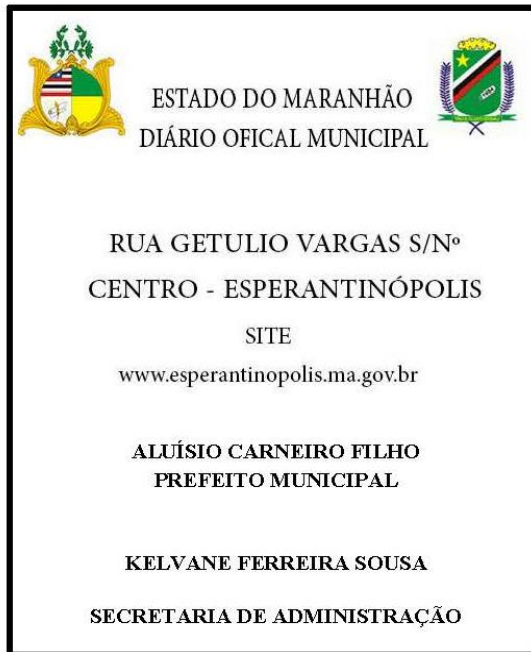 ESTADO DO MARANHÃO
DIÁRIO OFICAL MUNICIPAL
RUA GETULIO VARGAS S/Nº
CENTRO - ESPERANTINÓPOLIS
SITE
www.esperantinopolis.ma.gov.br
ALUÍSIO CARNEIRO FILHO
PREFEITO MUNICIPAL
KELVANE FERREIRA SOUSA
SECRETARIA DE ADMINISTRAÇÃO